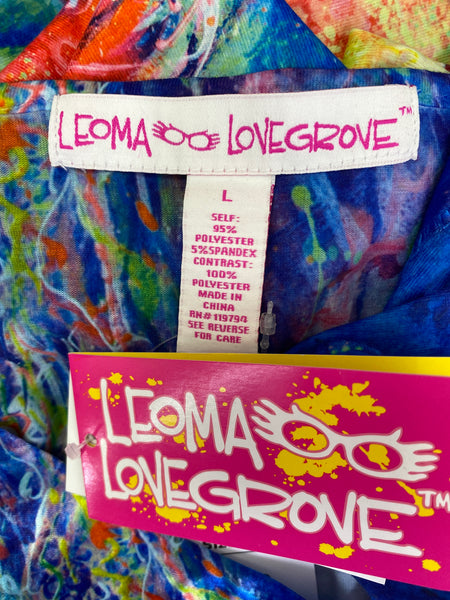 LEOMA LOVEGROVE™
L
SELF:
95%
POLYESTER
5%SPANDEX
CONTRAST:
100%
POLYESTER
MADE IN
CHINA
RN# 119794
SEE REVERSE
FOR CARE
LEOMA
LOVEGROVE™